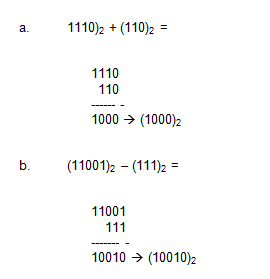 a. 1110)₂ + (110)₂ =
1110
110
------ -
1000 → (1000)₂
b. (11001)₂ – (111)₂ =
11001
111
------- -
10010 → (10010)₂